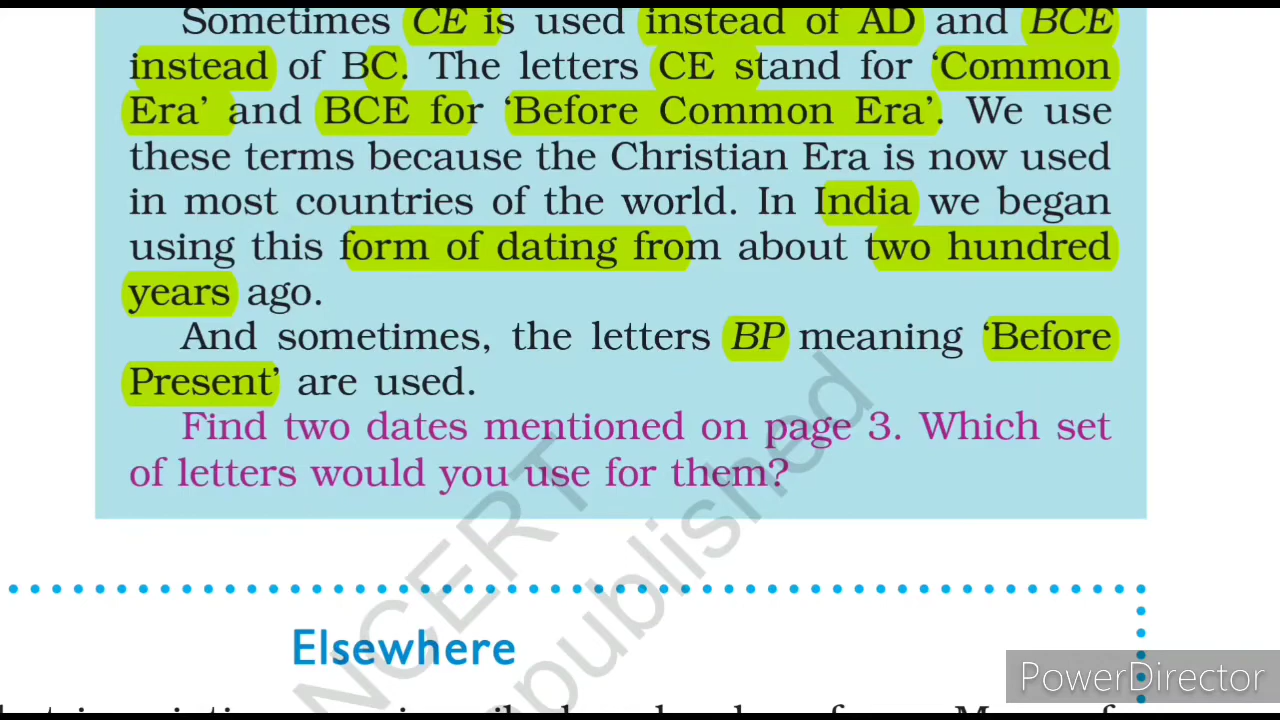 Sometimes CE is used instead of AD and BCE
instead of BC. The letters CE stand for ‘Common
Era’ and BCE for ‘Before Common Era’. We use
these terms because the Christian Era is now used
in most countries of the world. In India we began
using this form of dating from about two hundred
years ago.
And sometimes, the letters BP meaning ‘Before
Present’ are used.
Find two dates mentioned on page 3. Which set
of letters would you use for them?
NCERT
republished
Elsewhere
PowerDirector